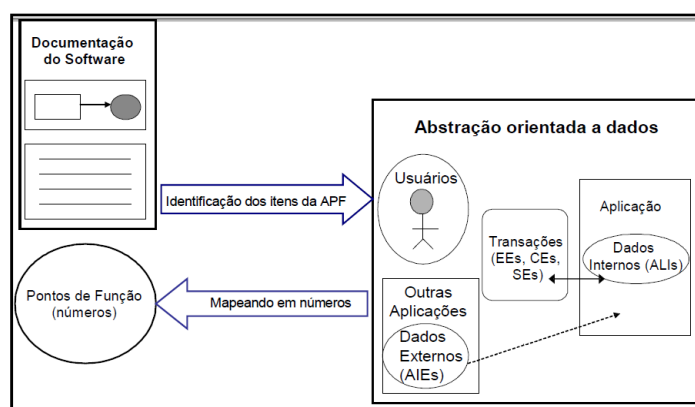 Documentação
do Software
Identificação dos itens da APF
Abstração orientada a dados
Usuários
Transações
(EEs, CEs,
SEs)
Aplicação
Dados
Internos (ALIs)
Outras
Aplicações
Dados
Externos
(AIEs)
Mapeando em números
Pontos de Função
(números)